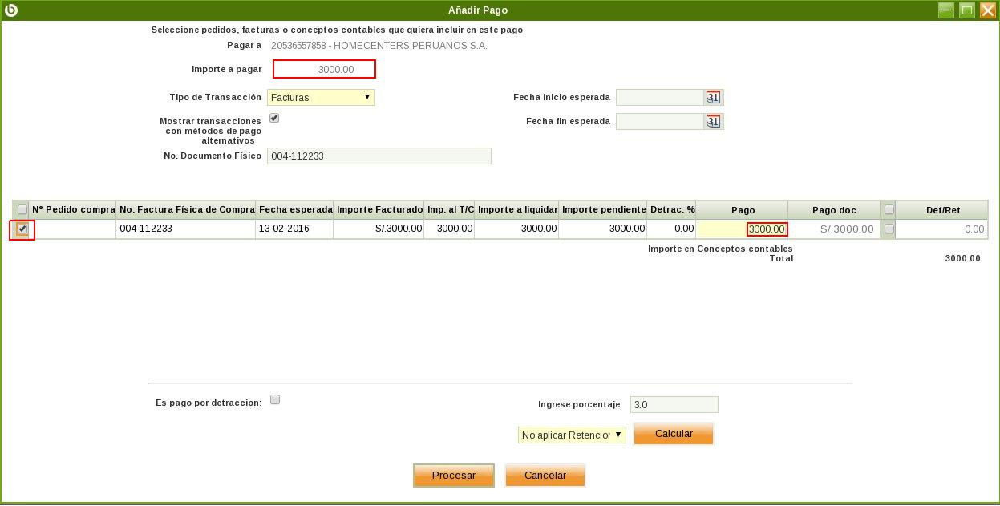 Añadir Pago
Seleccione pedidos, facturas o conceptos contables que quiera incluir en este pago
Pagar a 20536557858 - HOMECENTERS PERUANOS S.A.
Importe a pagar 3000.00
Tipo de Transacción Facturas Fecha inicio esperada 31
Mostrar transacciones
con métodos de pago
alternativos
Fecha fin esperada 31
No. Documento Físico 004-112233
Nº Pedido compra No. Factura Física de Compra Fecha esperada Importe Facturado Imp. al T/C Importe a liquidar Importe pendiente Detrac. % Pago Pago doc. Det/Ret
004-112233 13-02-2016 S/.3000.00 3000.00 3000.00 3000.00 0.00 3000.00 S/.3000.00 0.00
Importe en Conceptos contables
Total 3000.00
Es pago por detraccion: Ingrese porcentaje: 3.0
No aplicar Retencior Calcular
Procesar Cancelar